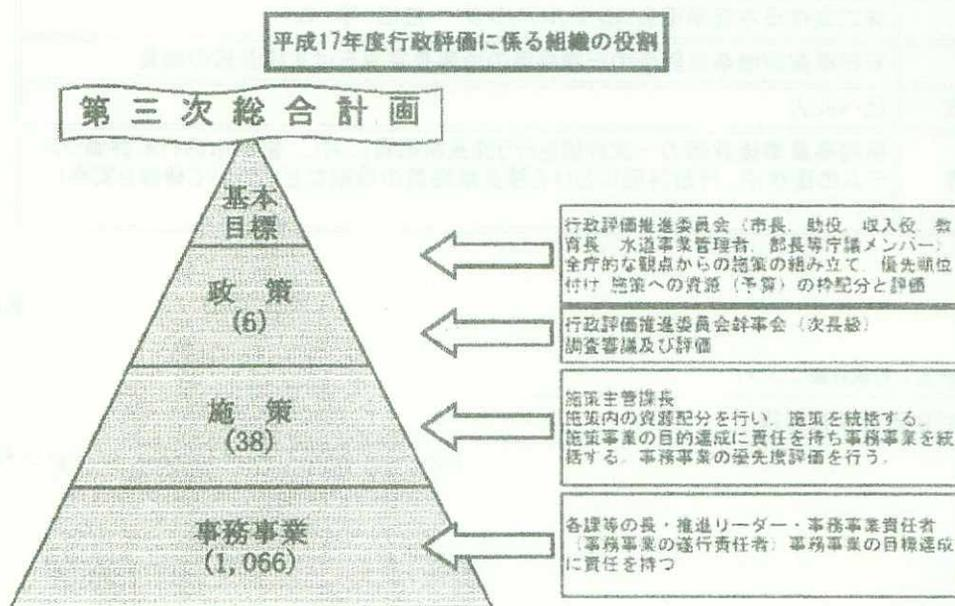 平成17年度行政評価に係る組織の役割
第三次総合計画
基本
目標
政 策
(6)
施 策
(38)
事務事業
(1,066)
行政評価推進委員会（市長、助役、収入役、教
育長、水道事業管理者、部長等庁議メンバー）
全庁的な観点からの施策の組み立て、優先順位
付け 施策への資源（予算）の枠配分と評価
行政評価推進委員会幹事会（次長級）
調査審議及び評価
施策主管課長
施策内の資源配分を行い、施策を統括する。
施策事業の目的達成に責任を持ち事務事業を統
括する。事務事業の優先度評価を行う。
各課等の長・推進リーダー・事務事業責任者
（事務事業の遂行責任者）事務事業の目標達成
に責任を持つ